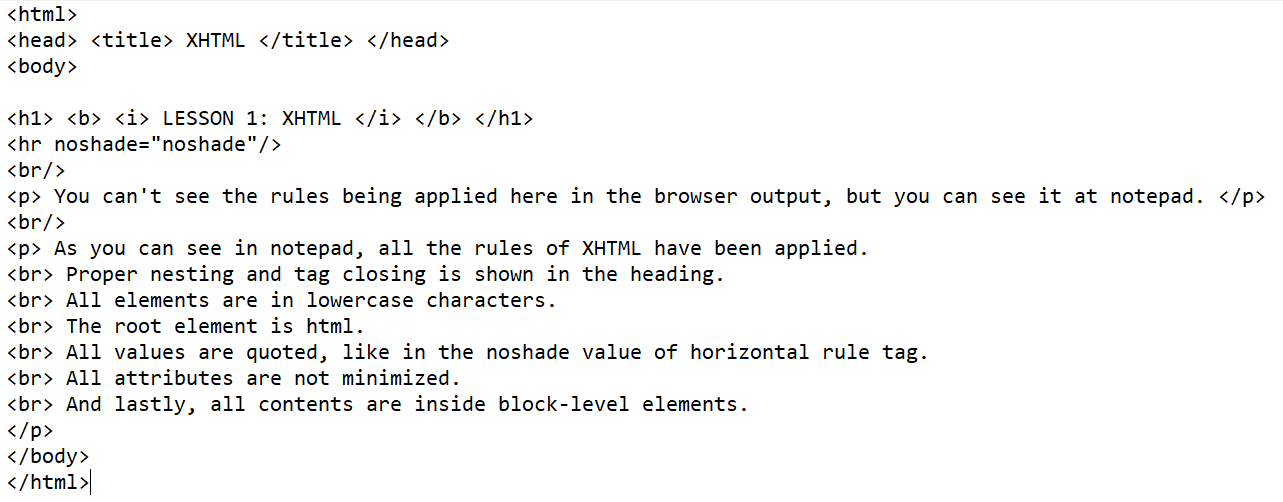 <html>
<head> <title> XHTML </title> </head>
<body>
<h1> <b> <i> LESSON 1: XHTML </i> </b> </h1>
<hr noshade="noshade"/>
<br/>
<p> You can't see the rules being applied here in the browser output, but you can see it at notepad. </p>
<br/>
<p> As you can see in notepad, all the rules of XHTML have been applied.
<br> Proper nesting and tag closing is shown in the heading.
<br> All elements are in lowercase characters.
<br> The root element is html.
<br> All values are quoted, like in the noshade value of horizontal rule tag.
<br> All attributes are not minimized.
<br> And lastly, all contents are inside block-level elements.
</p>
</body>
</html>